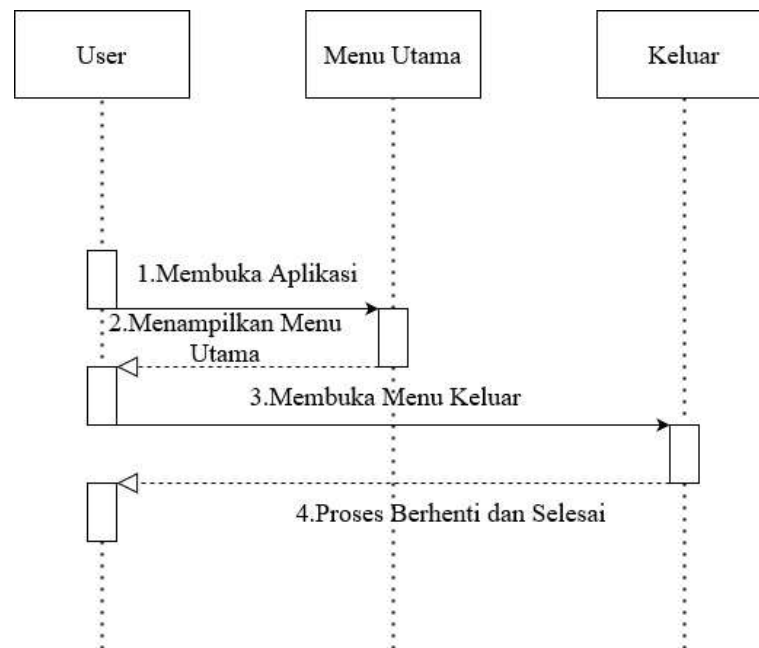 User
Menu Utama
Keluar
1.Membuka Aplikasi
2.Menampilkan Menu
Utama
3.Membuka Menu Keluar
4.Proses Berhenti dan Selesai